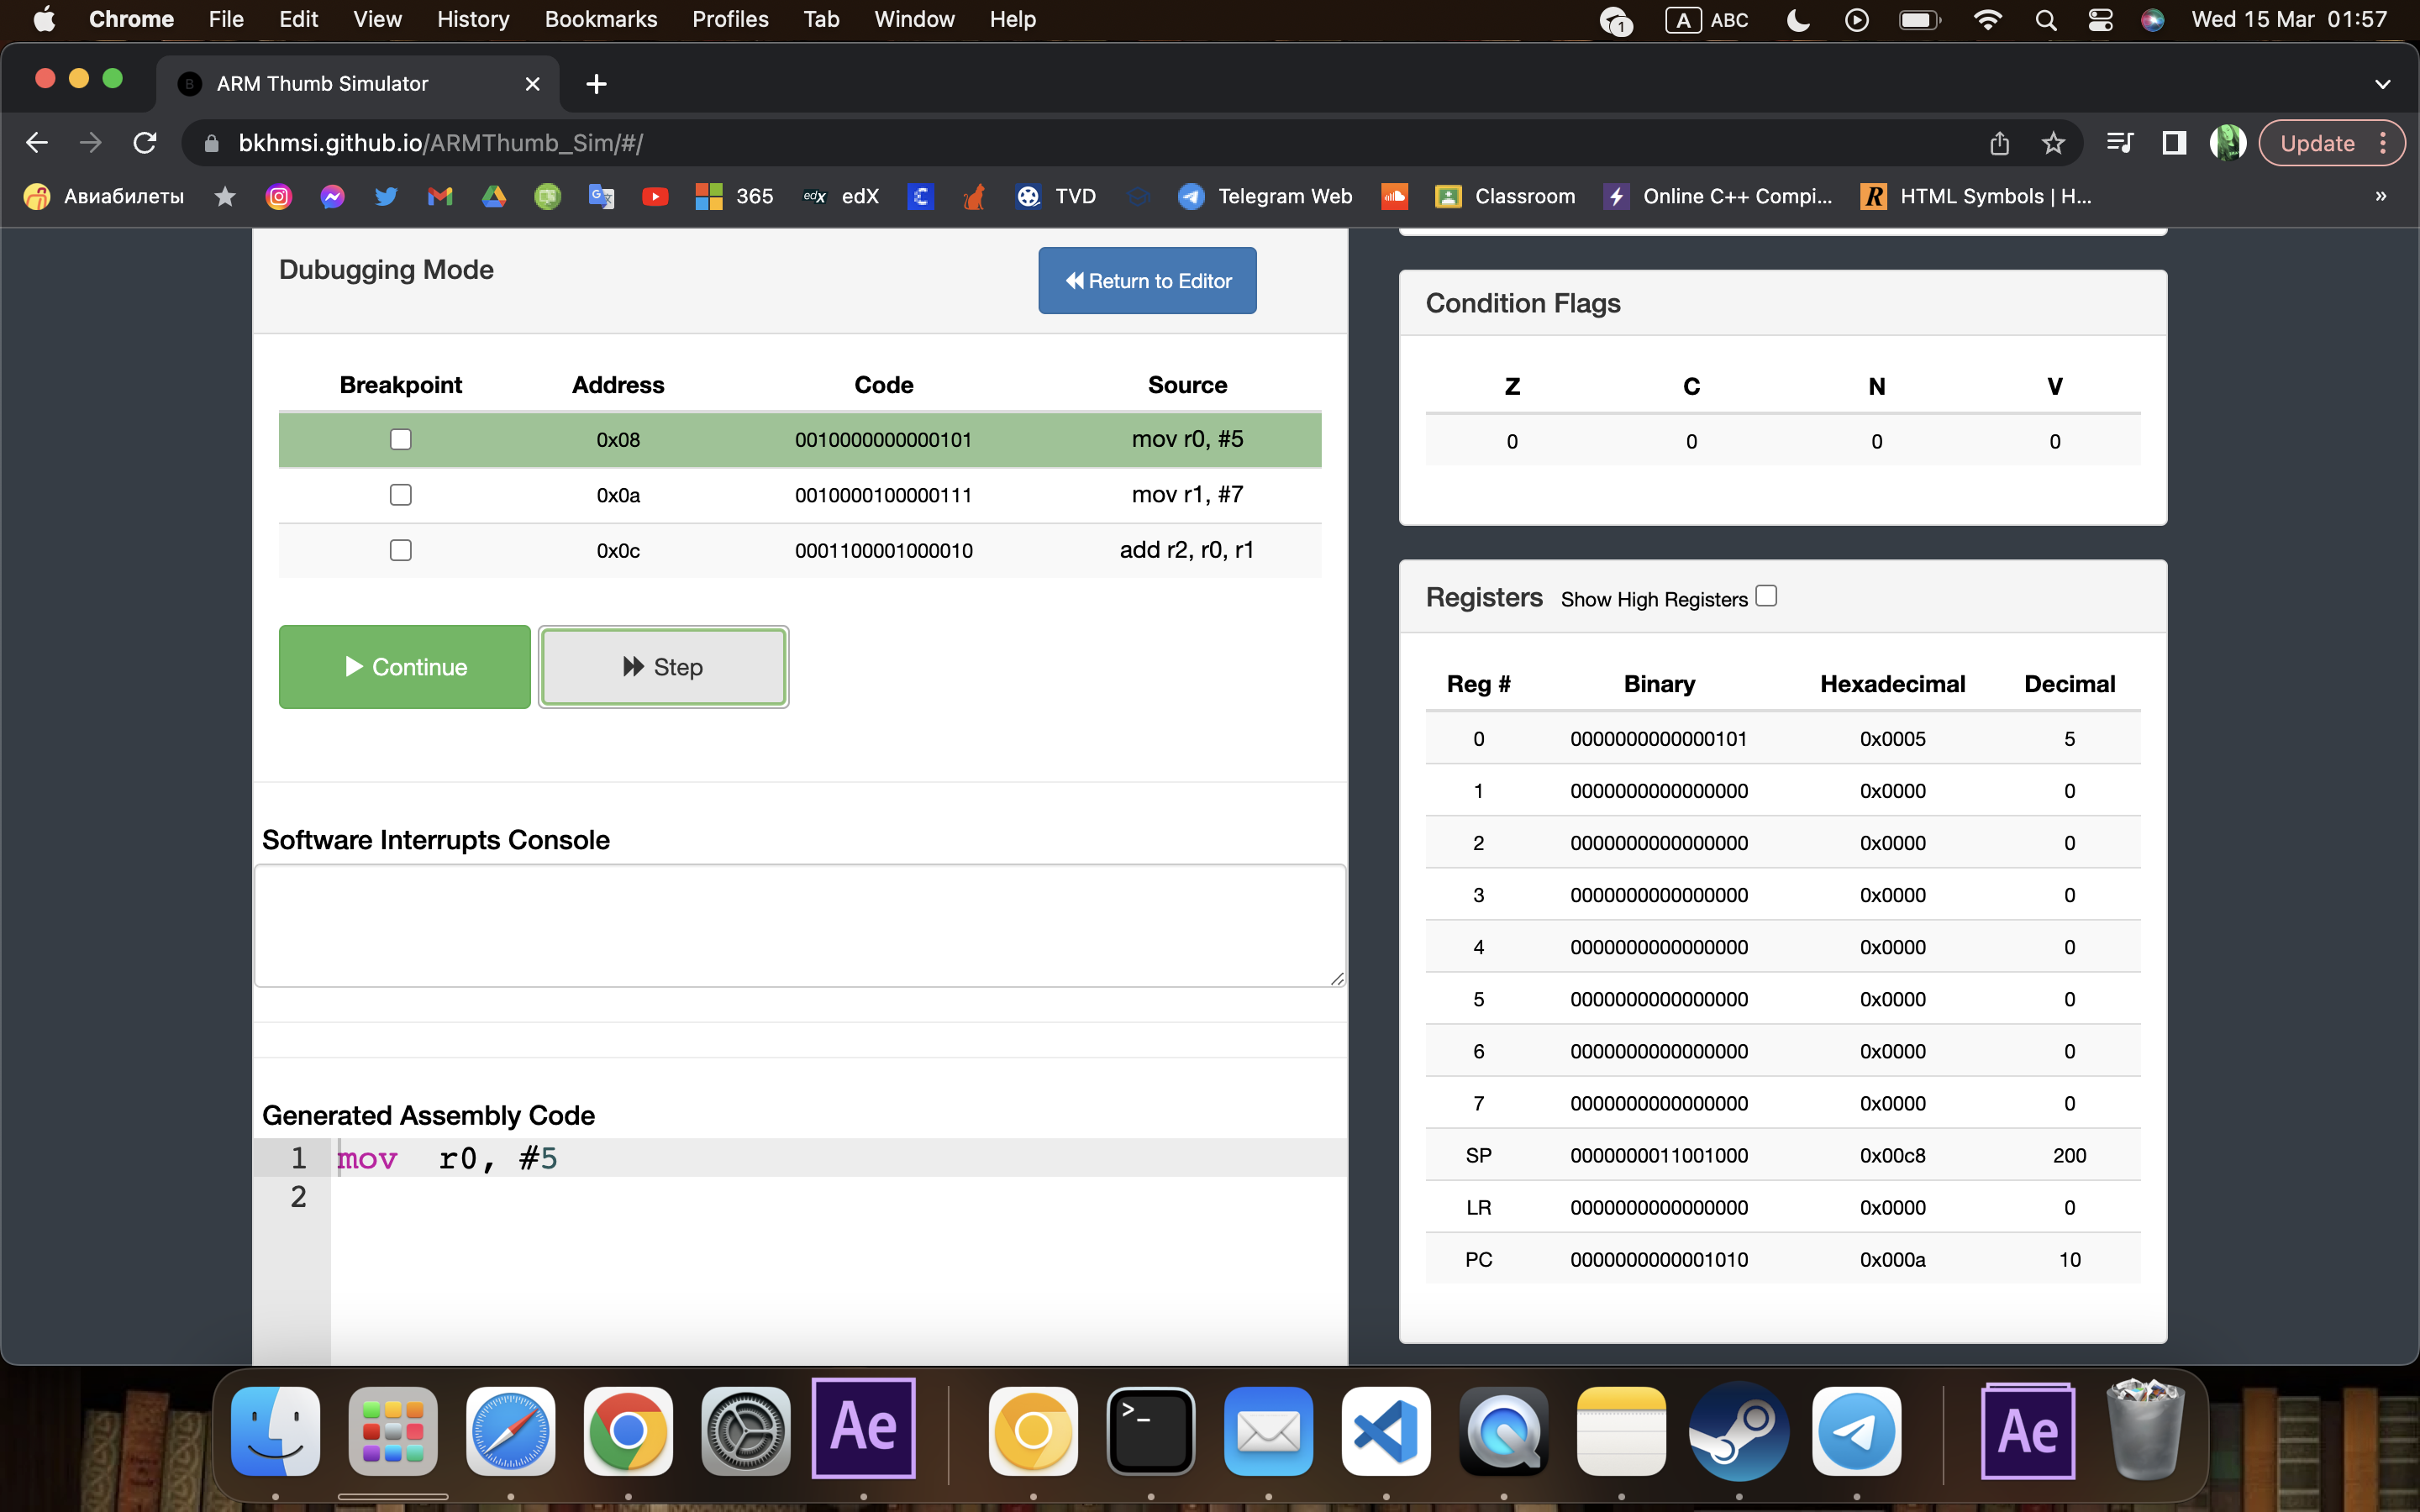 Chrome File Edit View History Bookmarks Profiles Tab Window Help 1 A ABC Wed 15 Mar 01:57
B ARM Thumb Simulator
bkhmsi.github.io/ARMThumb_Sim/#/ Update
Авиабилеты 365 edX edX TVD Telegram Web Classroom Online C++ Compi... R HTML Symbols | H... »
Dubugging Mode
Return to Editor
Breakpoint Address Code Source
0x08 0010000000000101 mov r0, #5
0x0a 0010000100000111 mov r1, #7
0x0c 0001100001000010 add r2, r0, r1
Continue Step
Software Interrupts Console
Generated Assembly Code
1 mov r0, #5
2
Condition Flags
Z C N V
0 0 0 0
Registers Show High Registers
Reg # Binary Hexadecimal Decimal
0 0000000000000101 0x0005 5
1 0000000000000000 0x0000 0
2 0000000000000000 0x0000 0
3 0000000000000000 0x0000 0
4 0000000000000000 0x0000 0
5 0000000000000000 0x0000 0
6 0000000000000000 0x0000 0
7 0000000000000000 0x0000 0
SP 0000000011001000 0x00c8 200
LR 0000000000000000 0x0000 0
PC 0000000000001010 0x000a 10
Ae >_ Ae